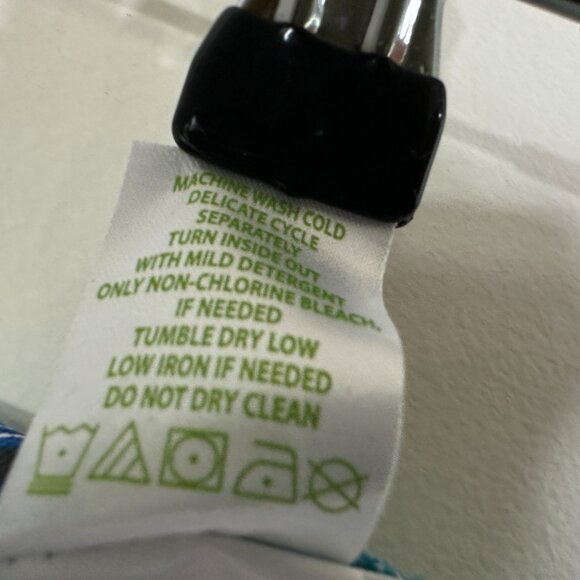 MACHINE WASH COLD
DELICATE CYCLE
SEPARATELY
TURN INSIDE OUT
WITH MILD DETERGENT
ONLY NON-CHLORINE BLEACH,
IF NEEDED
TUMBLE DRY LOW
LOW IRON IF NEEDED
DO NOT DRY CLEAN